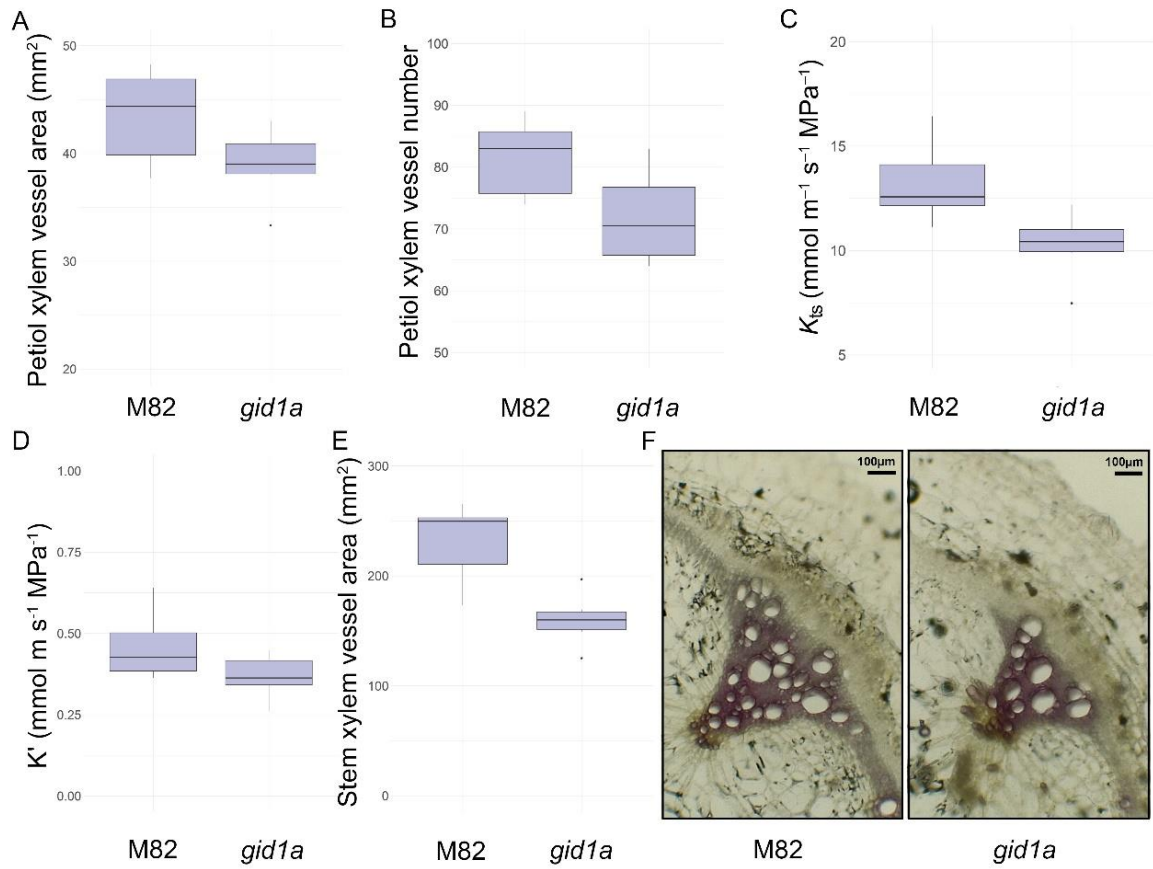 A
Petiol xylem vessel area (mm²)
50
40
30
20
M82
gid1a
B
Petiol xylem vessel number
100
90
80
70
60
50
M82
gid1a
C
Kts (mmol m⁻¹ s⁻¹ MPa⁻¹)
20
15
10
5
M82
gid1a
D
K' (mmol m s⁻¹ MPa⁻¹)
1.00
0.75
0.50
0.25
0.00
M82
gid1a
E
Stem xylem vessel area (mm²)
300
200
100
0
M82
gid1a
F
100µm
100µm
M82
gid1a